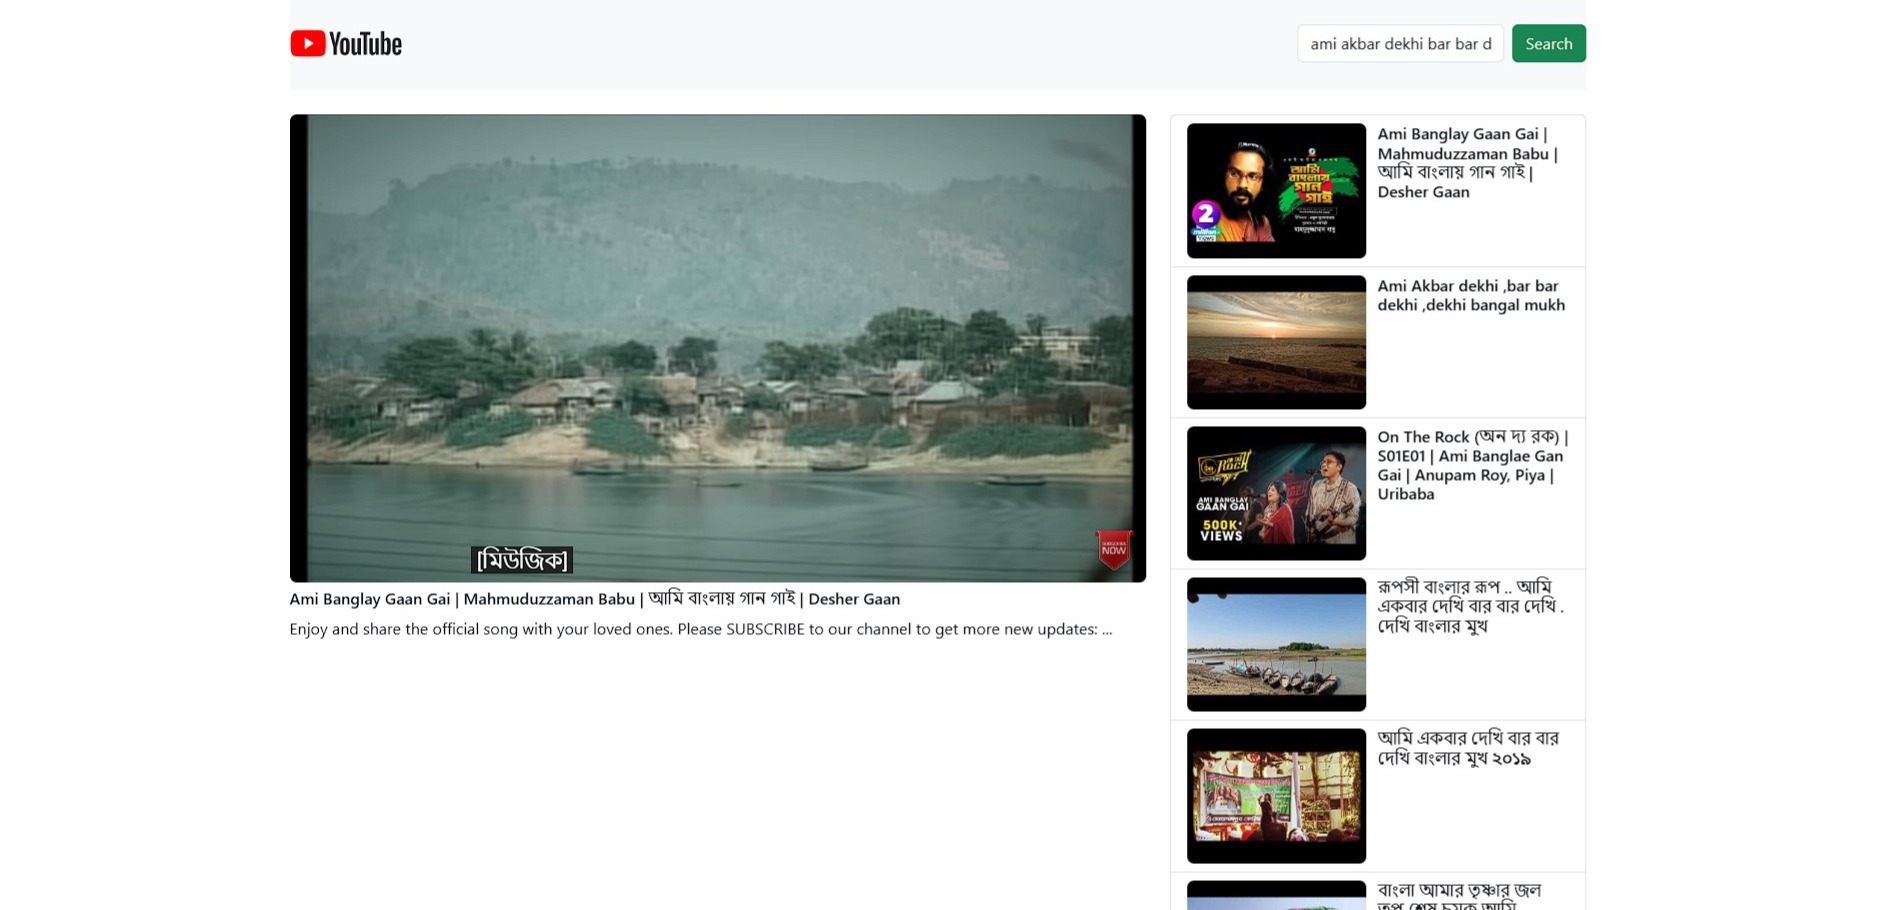 YouTube
ami akbar dekhi bar bar d
Search
[মিউজিক]
NOW
Ami Banglay Gaan Gai | Mahmuduzzaman Babu | আমি বাংলায় গান গাই | Desher Gaan
Enjoy and share the official song with your loved ones. Please SUBSCRIBE to our channel to get more new updates: ...
আমি
বাংলায়
গান
গাই
2
million
VIEWS
Ami Banglay Gaan Gai |
Mahmuduzzaman Babu |
আমি বাংলায় গান গাই |
Desher Gaan
Ami Akbar dekhi ,bar bar
dekhi ,dekhi bangal mukh
ROCK
AMI BANGLAY
GAAN GAI
500K+
VIEWS
On The Rock (অন দ্য রক) |
S01E01 | Ami Banglae Gan
Gai | Anupam Roy, Piya |
Uribaba
রূপসী বাংলার রূপ .. আমি
একবার দেখি বার বার দেখি .
দেখি বাংলার মুখ
আমি একবার দেখি বার বার
দেখি বাংলার মুখ ২০১৯
বাংলা আমার তৃষ্ণার জল